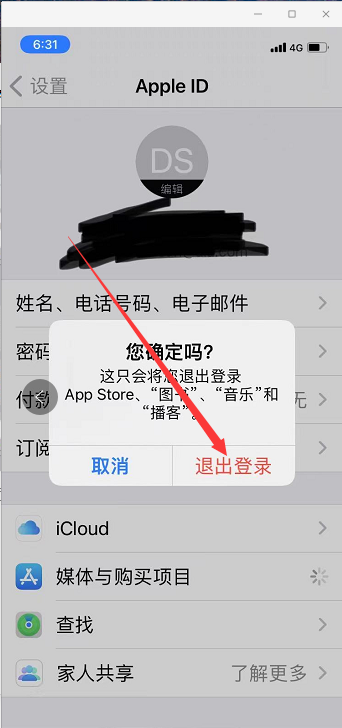 6:31
4G
设置
Apple ID
DS
编辑
.com
姓名、电话号码、电子邮件
密码
您确定吗?
这只会将您退出登录
App Store、“图书”、“音乐”和
“播客”。
付款
无
订阅
取消
退出登录
iCloud
媒体与购买项目
查找
家人共享
了解更多